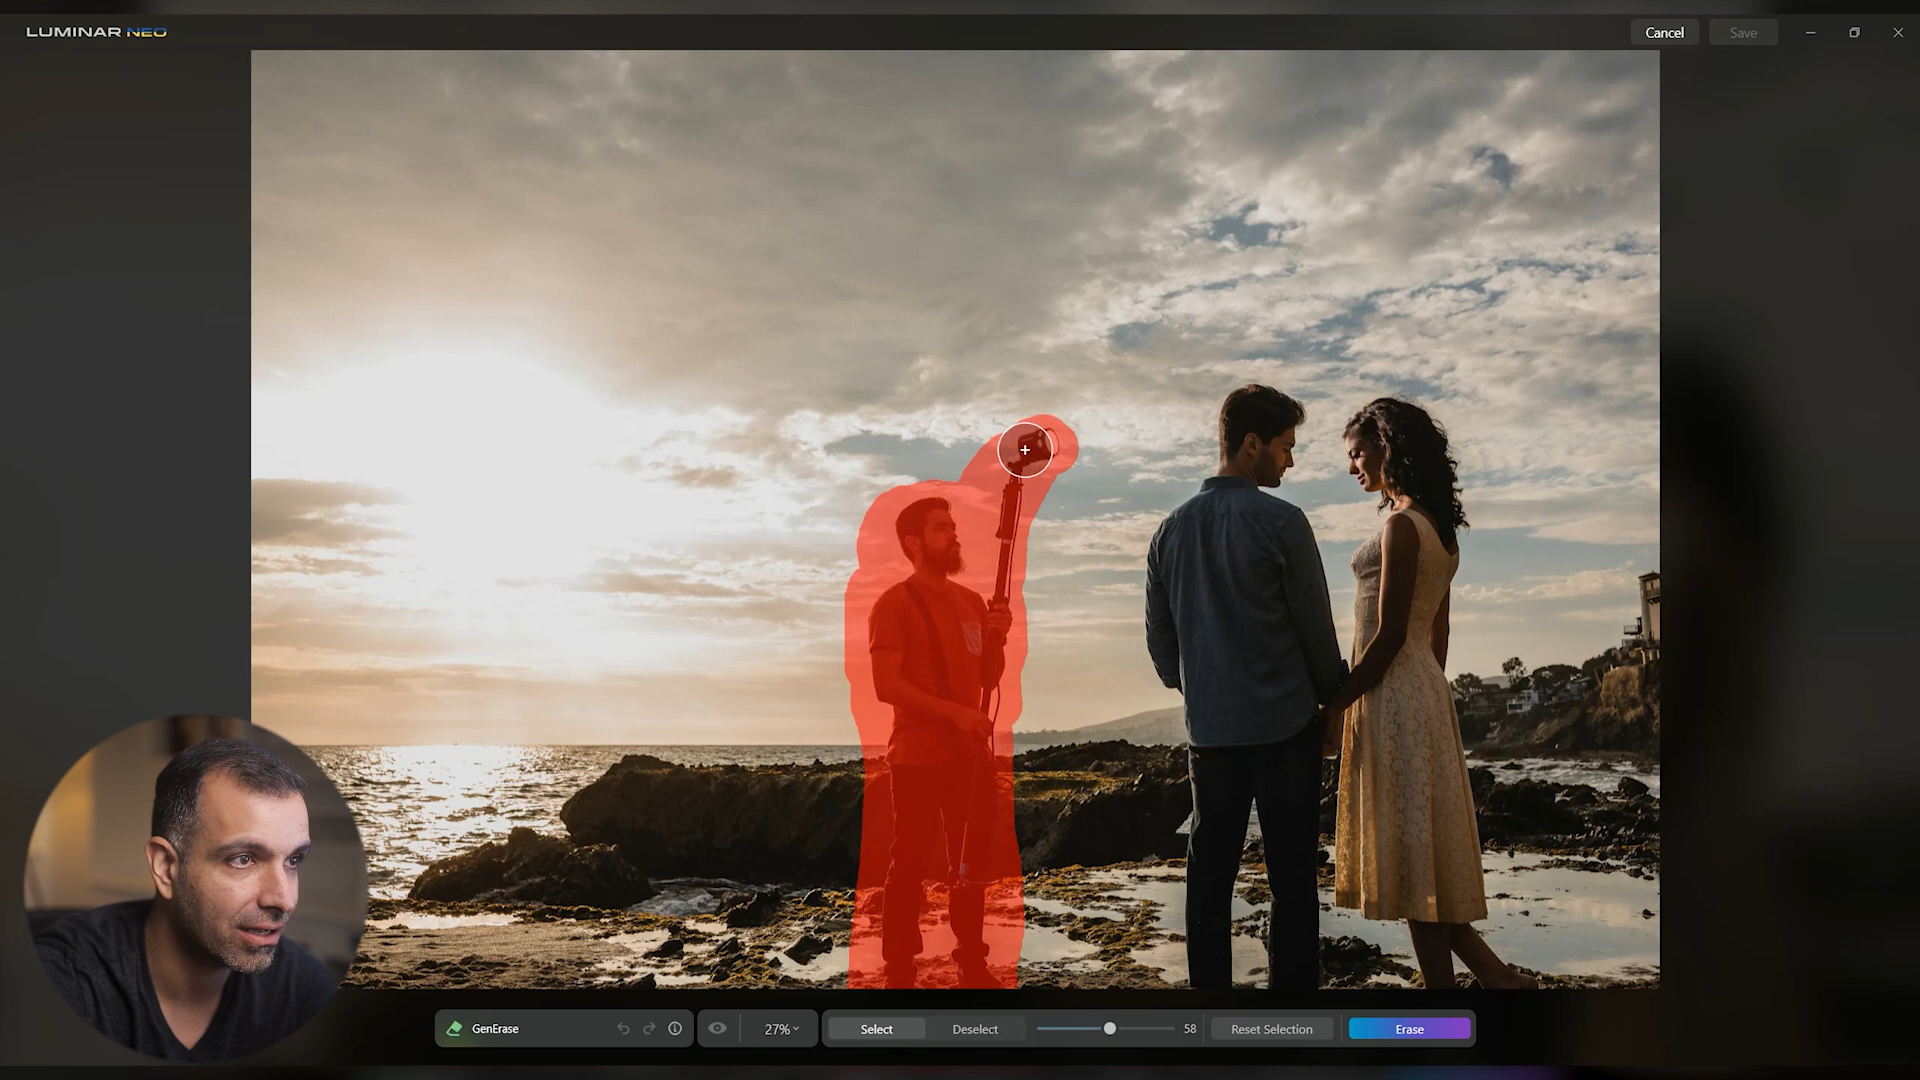 LUMINAR NEO
Cancel
Save
GenErase
27%
Select
Deselect
58
Reset Selection
Erase